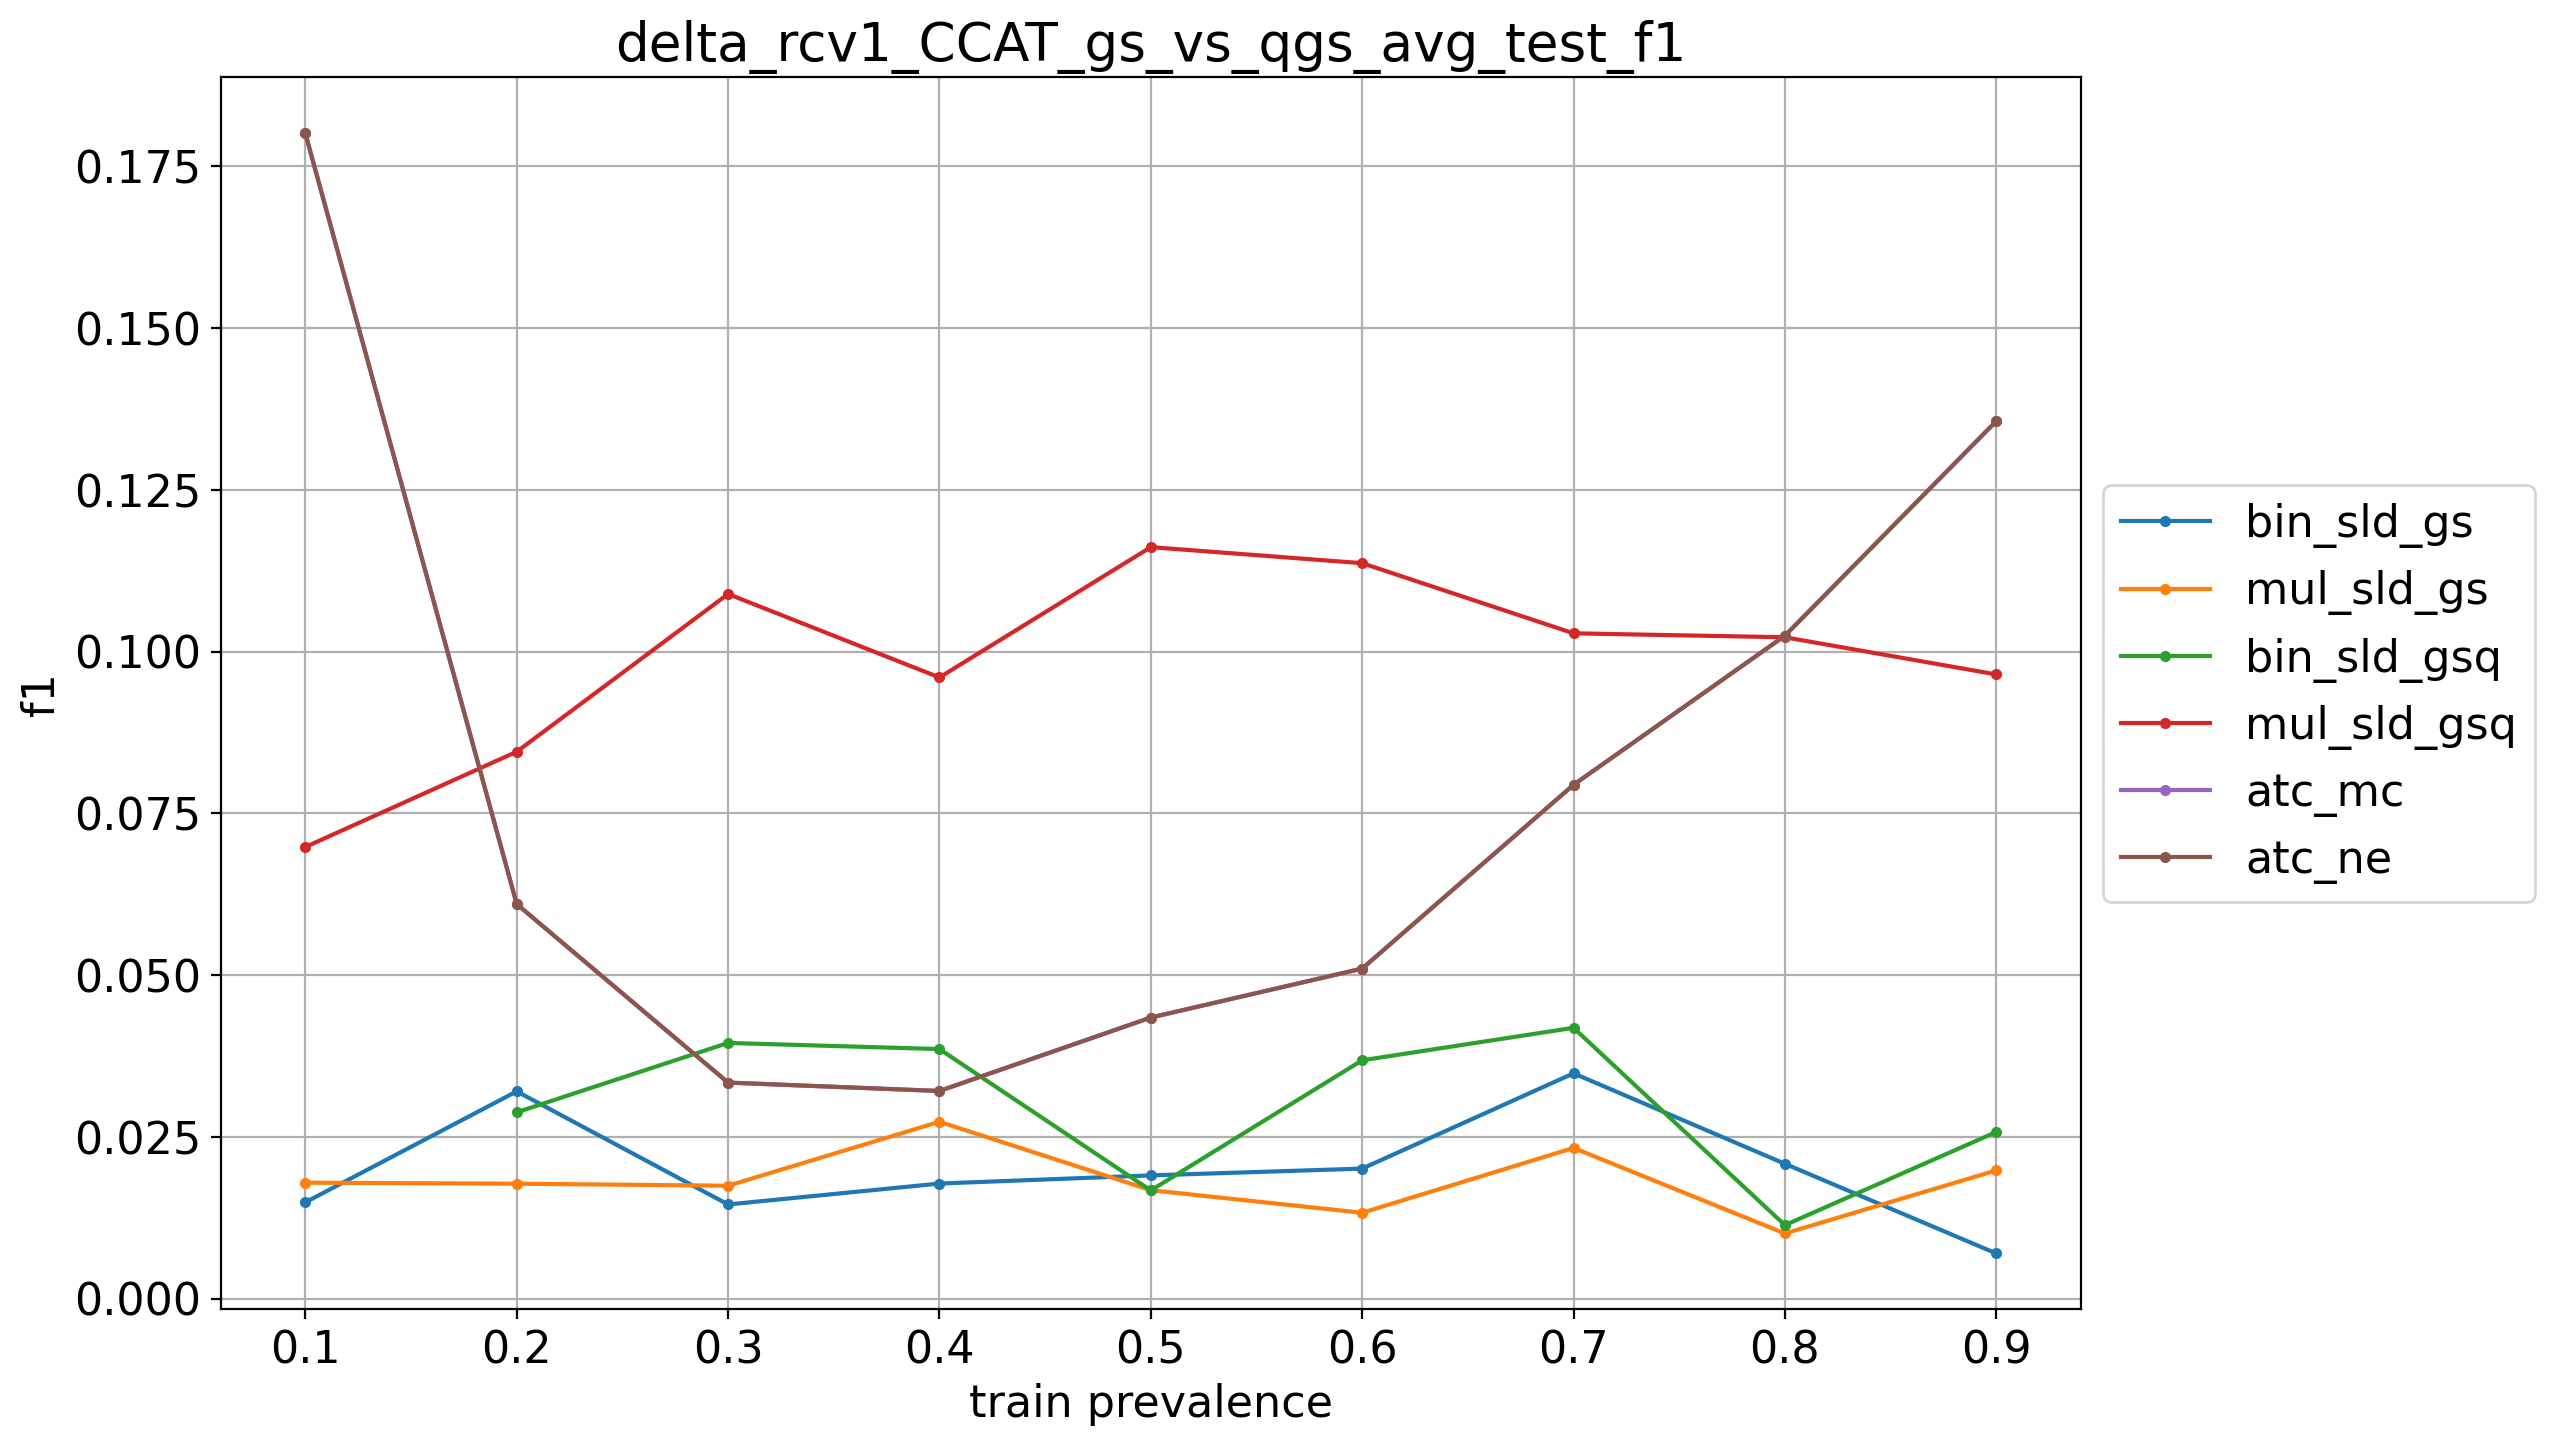 delta_rcv1_CCAT_gs_vs_qgs_avg_test_f1
0.175
0.150
0.125
0.100
0.075
0.050
0.025
0.000
f1
0.1 0.2 0.3 0.4 0.5 0.6 0.7 0.8 0.9
train prevalence
bin_sld_gs
mul_sld_gs
bin_sld_gsq
mul_sld_gsq
atc_mc
atc_ne